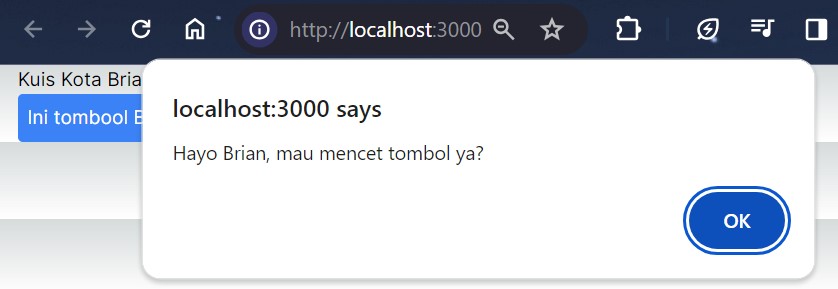 http://localhost:3000
Kuis Kota Bria
localhost:3000 says
Ini tombool B
Hayo Brian, mau mencet tombol ya?
OK